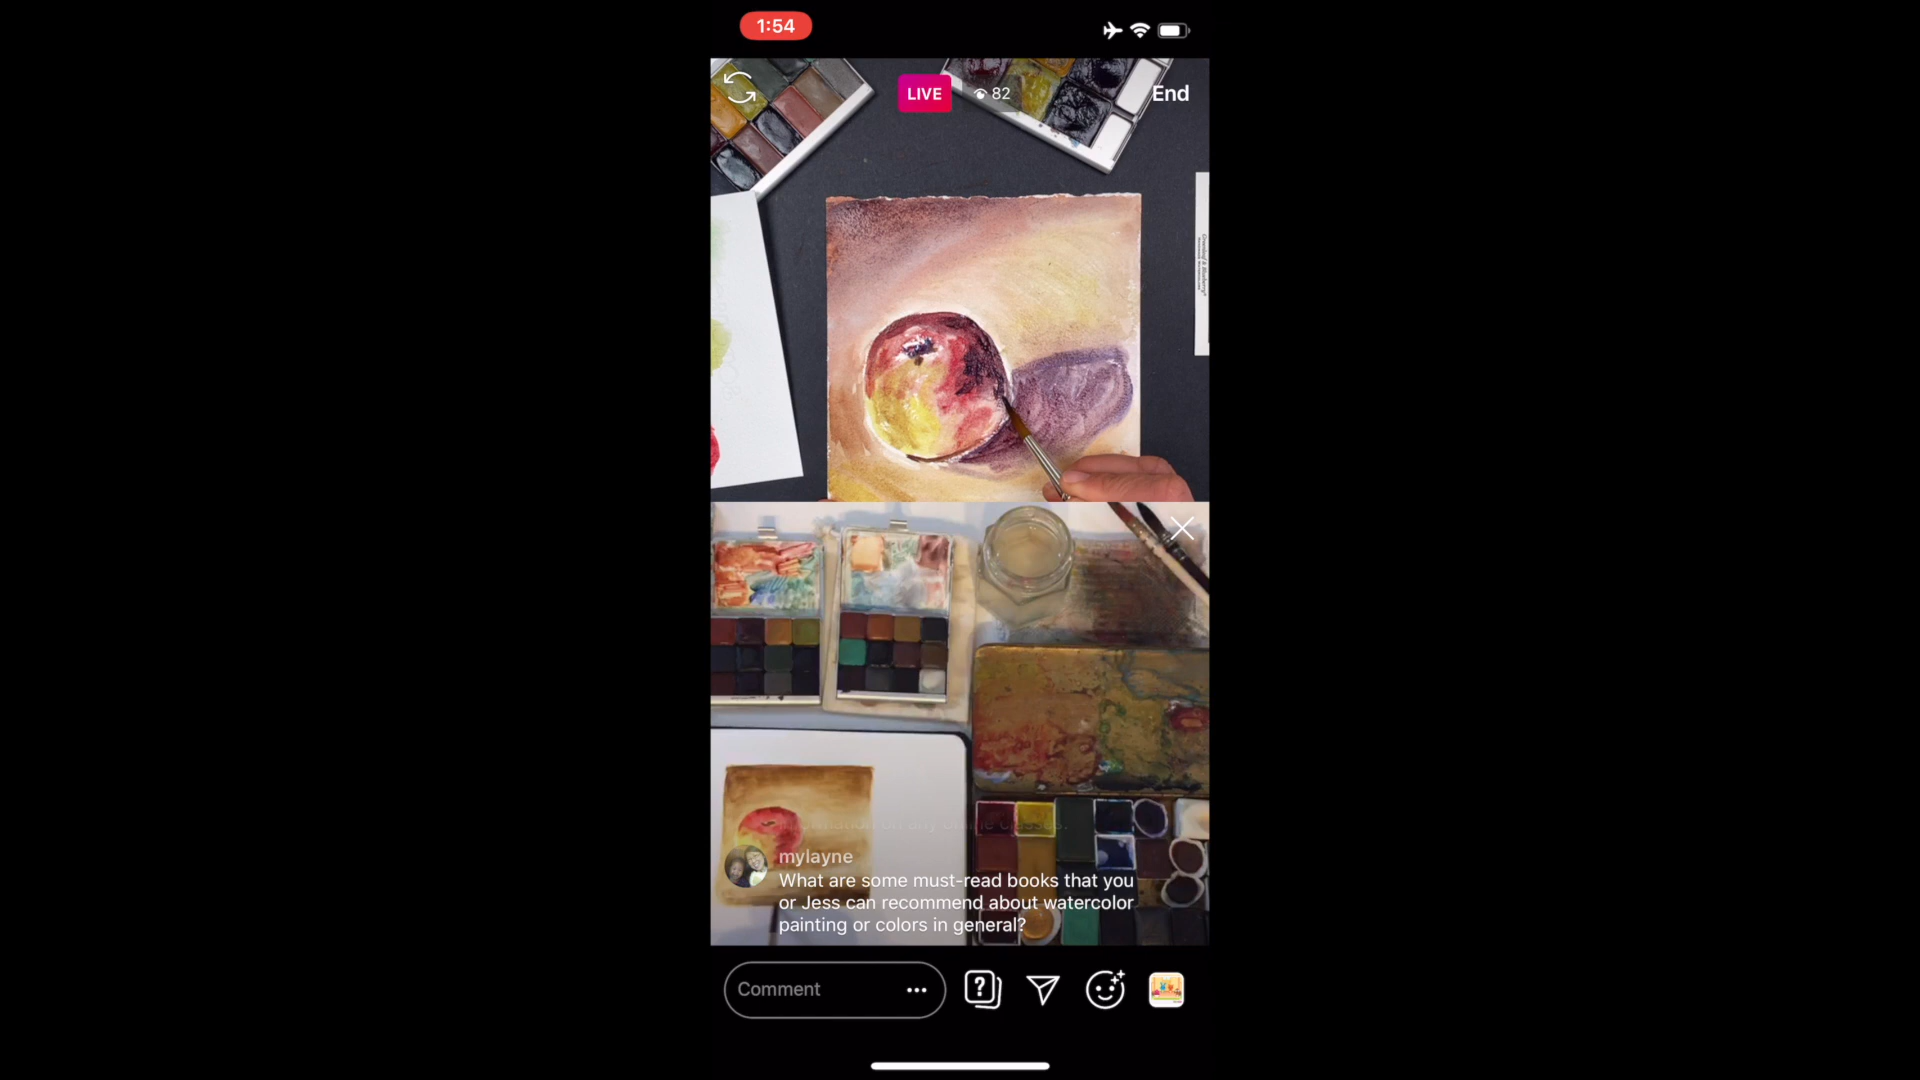 1:54
LIVE
82
End
mylayne
What are some must-read books that you
or Jess can recommend about watercolor
painting or colors in general?
Comment